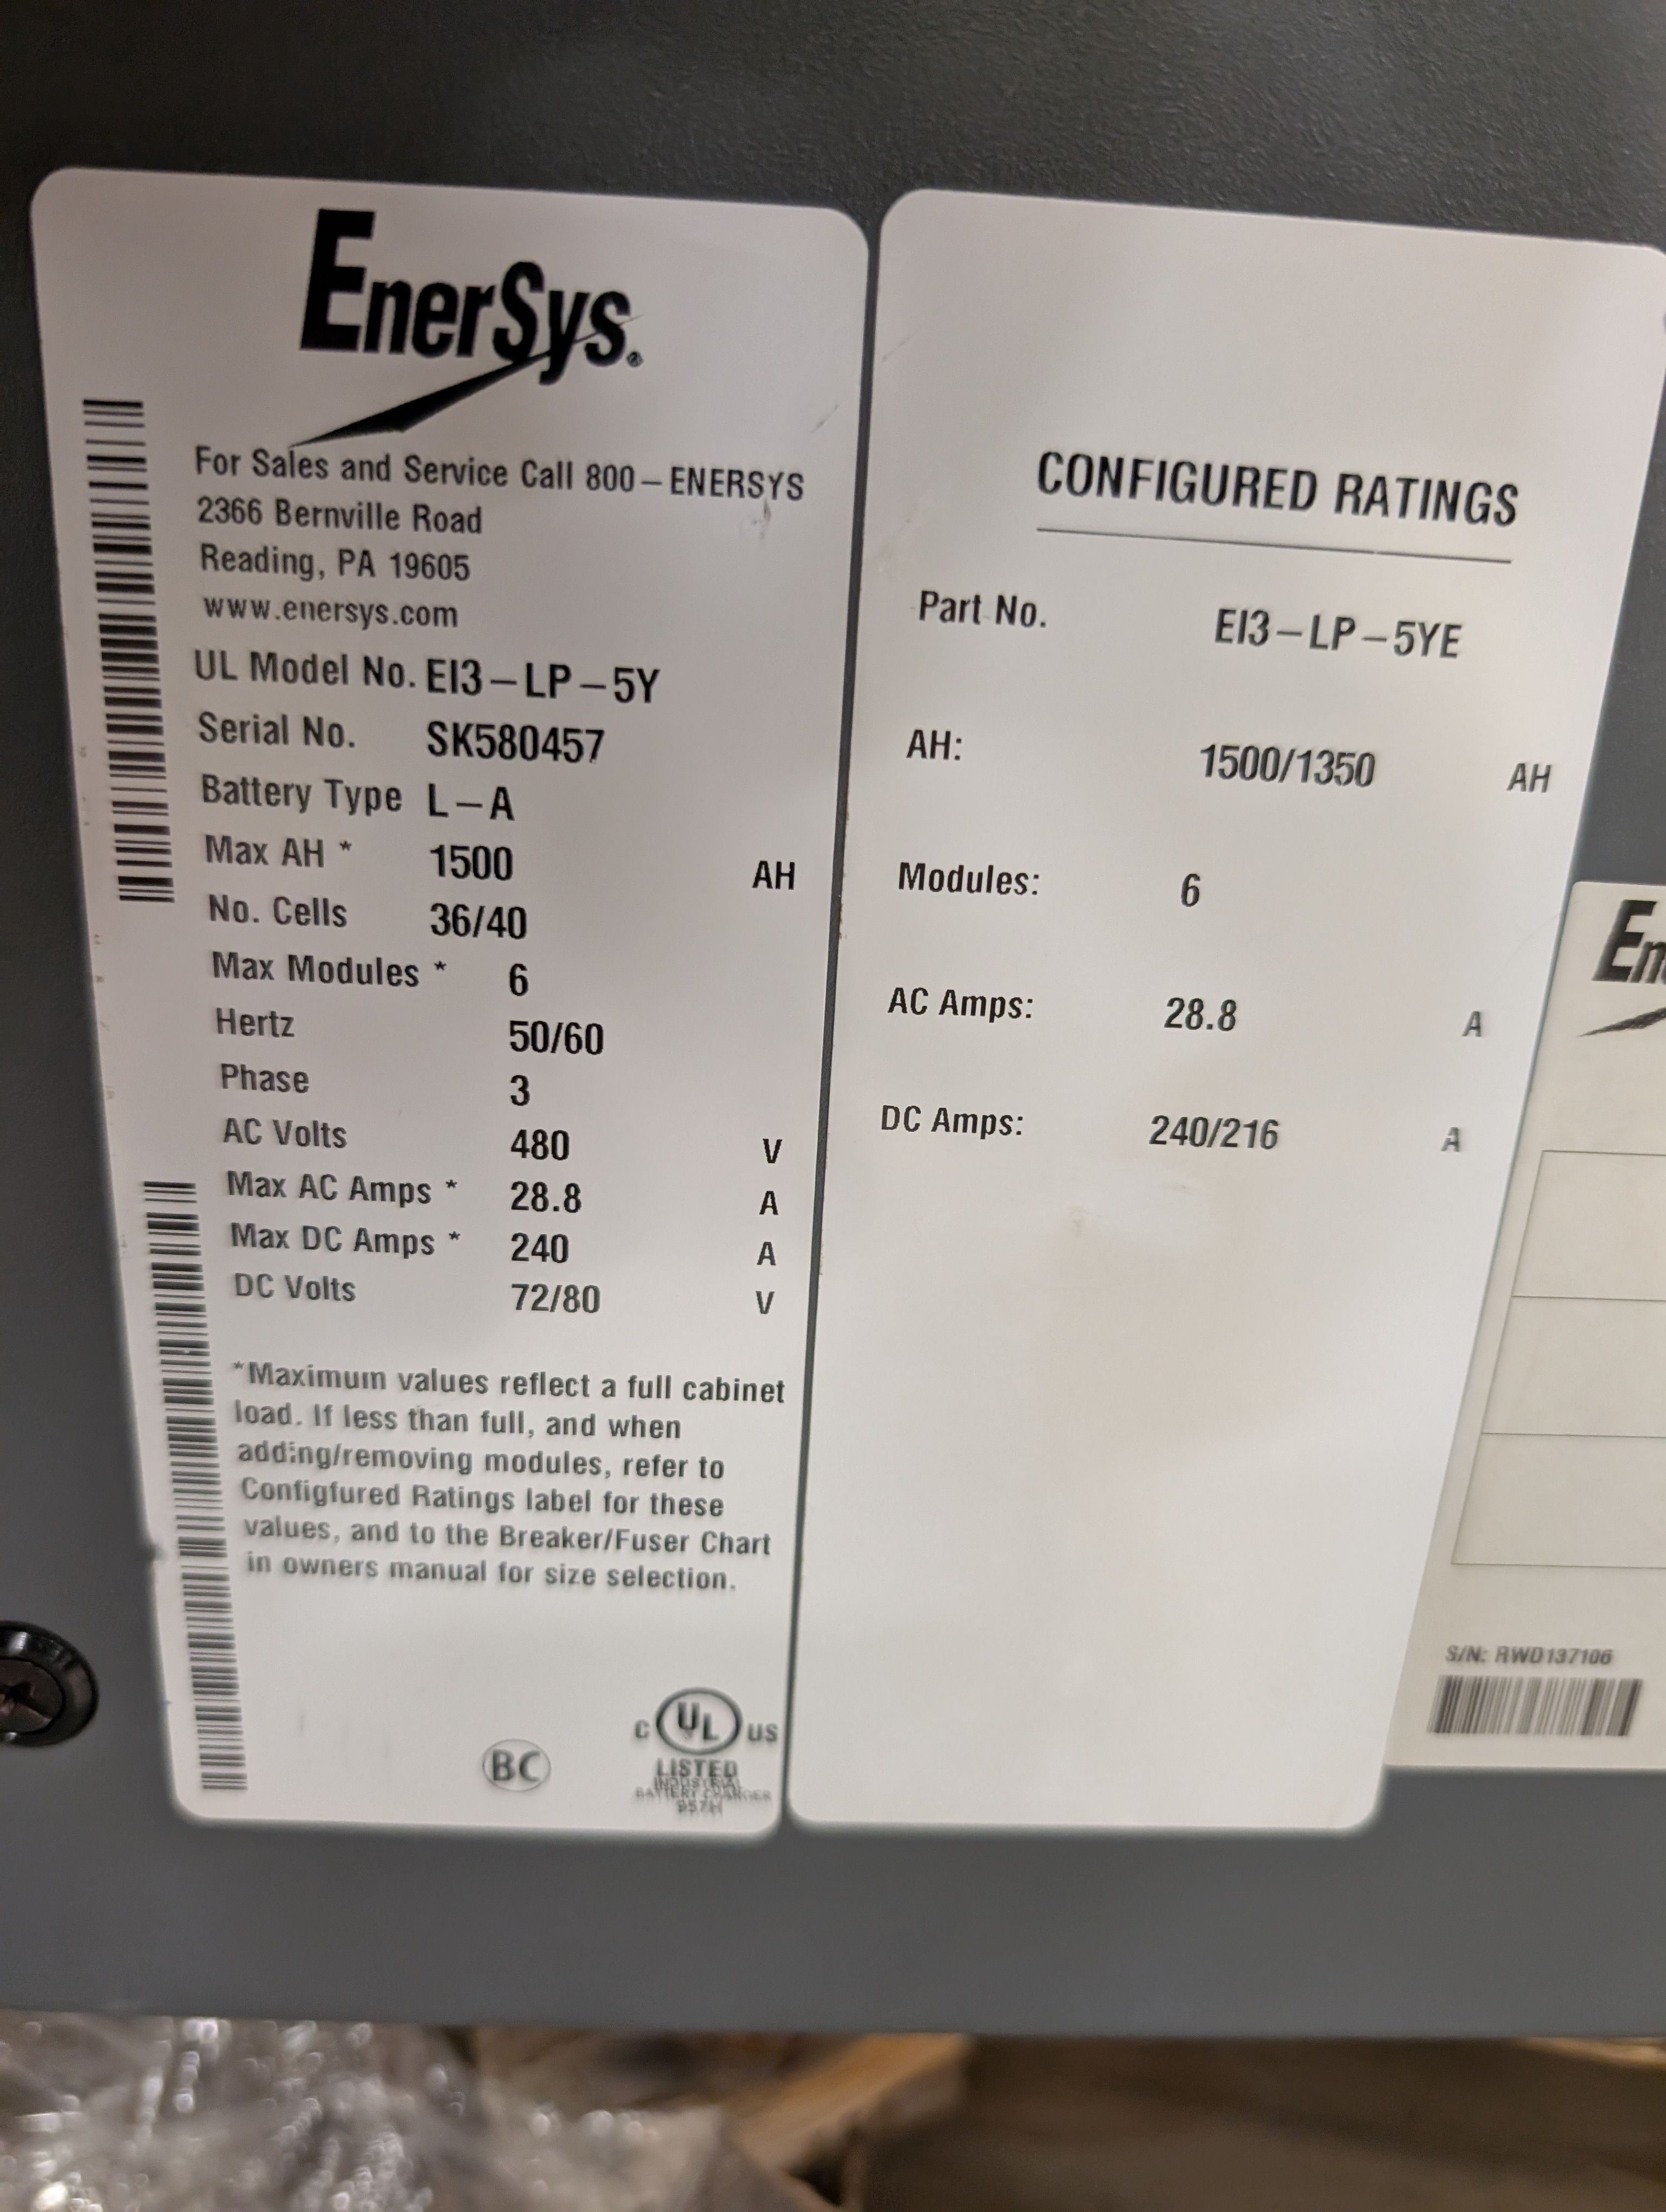 EnerSys.
For Sales and Service Call 800-ENERSYS
2366 Bernville Road
Reading, PA 19605
www.enersys.com
UL Model No. EI3-LP-5Y
Serial No. SK580457
Battery Type L-A
Max AH * 1500 AH
No. Cells 36/40
Max Modules * 6
Hertz 50/60
Phase 3
AC Volts 480 V
Max AC Amps * 28.8 A
Max DC Amps * 240 A
DC Volts 72/80 V
*Maximum values reflect a full cabinet
load. If less than full, and when
adding/removing modules, refer to
Configfured Ratings label for these
values, and to the Breaker/Fuser Chart
in owners manual for size selection.
BC
C UL US
LISTED
INDUSTRIAL
BATTERY CHARGER
957H
CONFIGURED RATINGS
Part No. EI3-LP-5YE
AH: 1500/1350 AH
Modules: 6
AC Amps: 28.8 A
DC Amps: 240/216 A
En
S/N: RWD137106